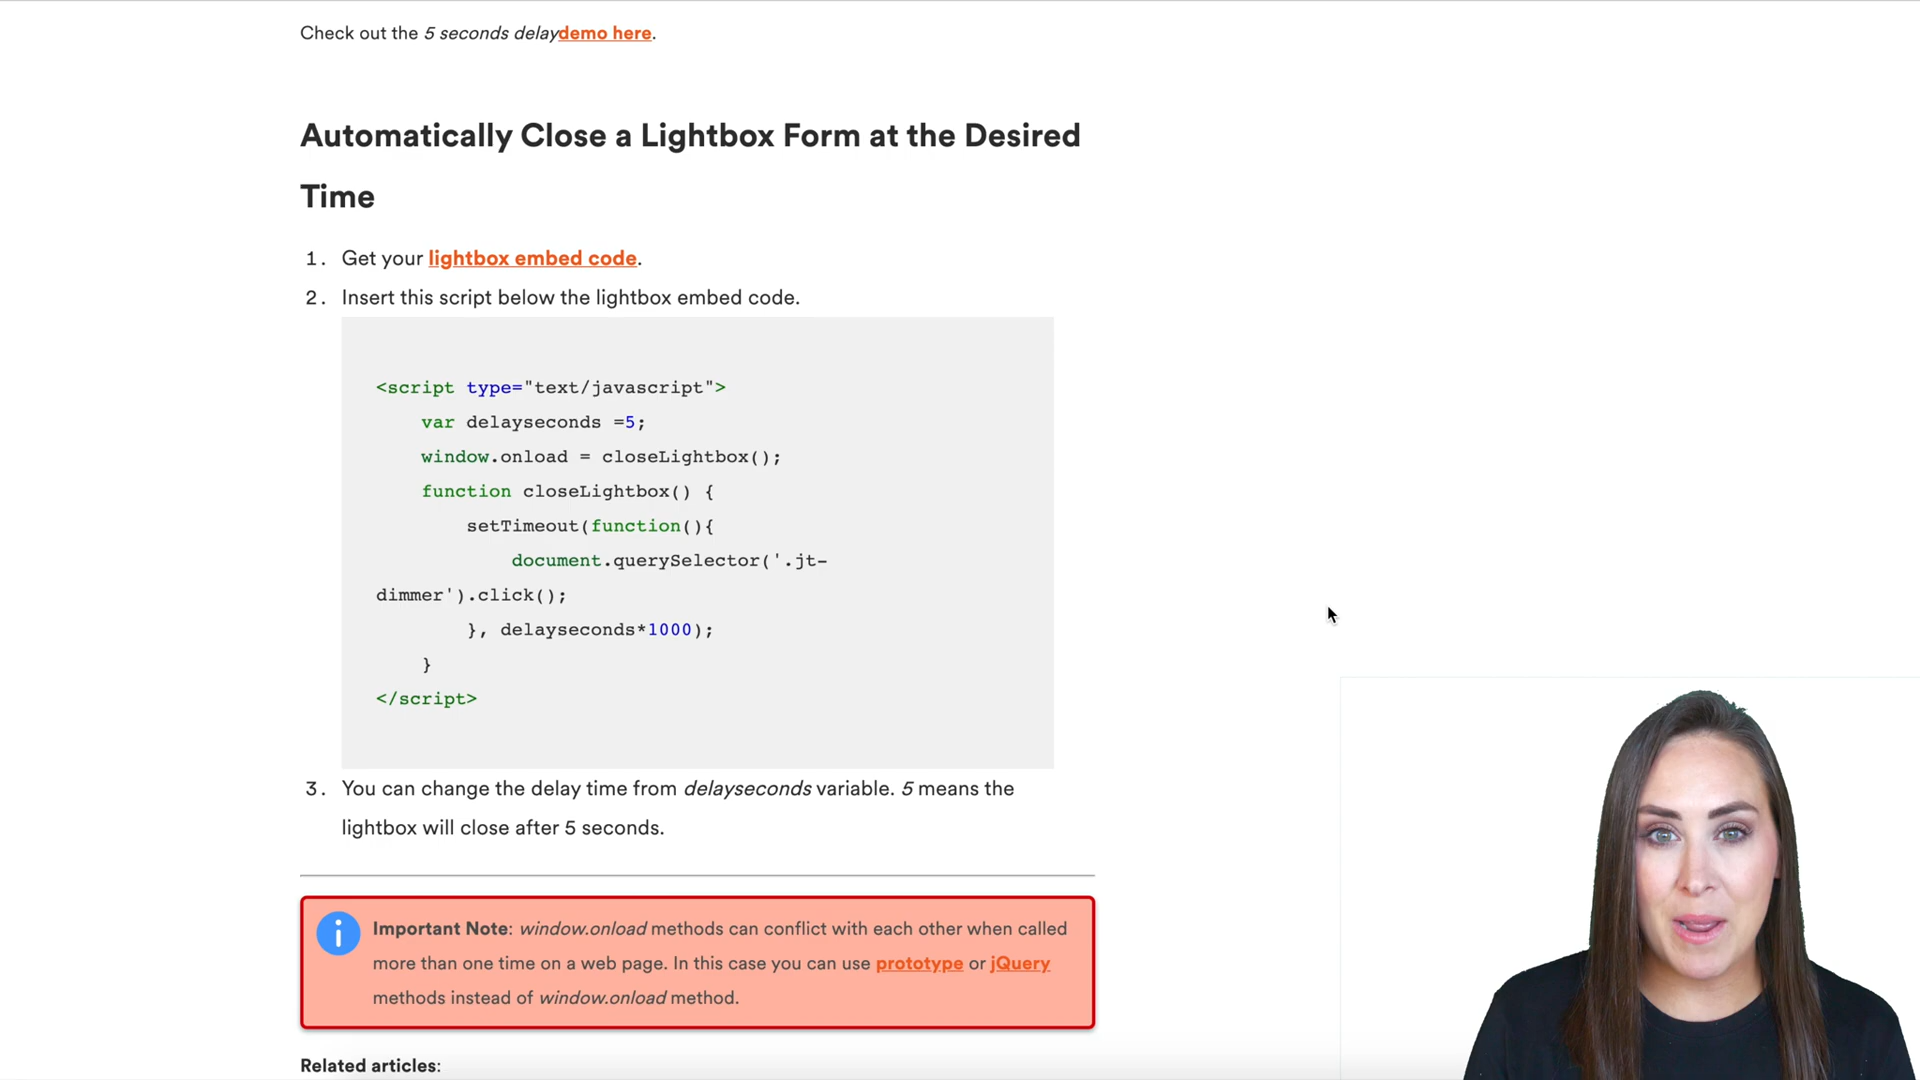 Check out the 5 seconds delaydemo here.
Automatically Close a Lightbox Form at the Desired
Time
1. Get your lightbox embed code.
2. Insert this script below the lightbox embed code.
<script type="text/javascript">
var delayseconds =5;
window.onload = closeLightbox();
function closeLightbox() {
setTimeout(function(){
document.querySelector('.jt-
dimmer').click();
}, delayseconds*1000);
}
</script>
3. You can change the delay time from delayseconds variable. 5 means the
lightbox will close after 5 seconds.
Important Note: window.onload methods can conflict with each other when called
more than one time on a web page. In this case you can use prototype or jQuery
methods instead of window.onload method.
Related articles: